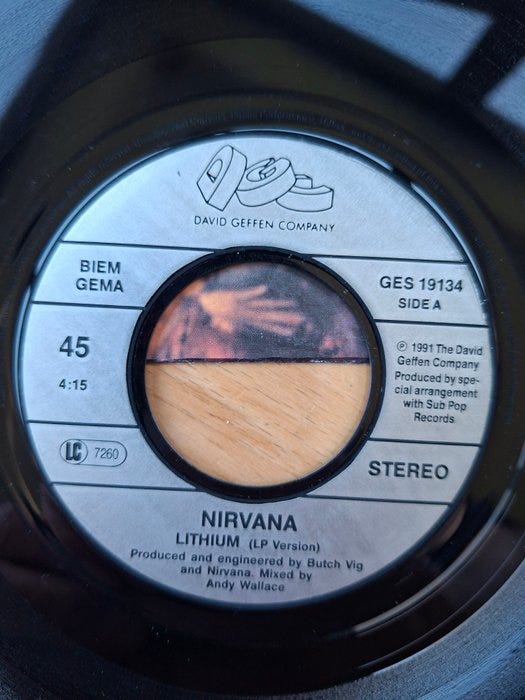 DAVID GEFFEN COMPANY
BIEM
GEMA
GES 19134
SIDE A
45
4:15
℗ 1991 The David
Geffen Company
Produced by spe-
cial arrangement
with Sub Pop
Records
LC 7260
STEREO
NIRVANA
LITHIUM (LP Version)
Produced and engineered by Butch Vig
and Nirvana. Mixed by
Andy Wallace